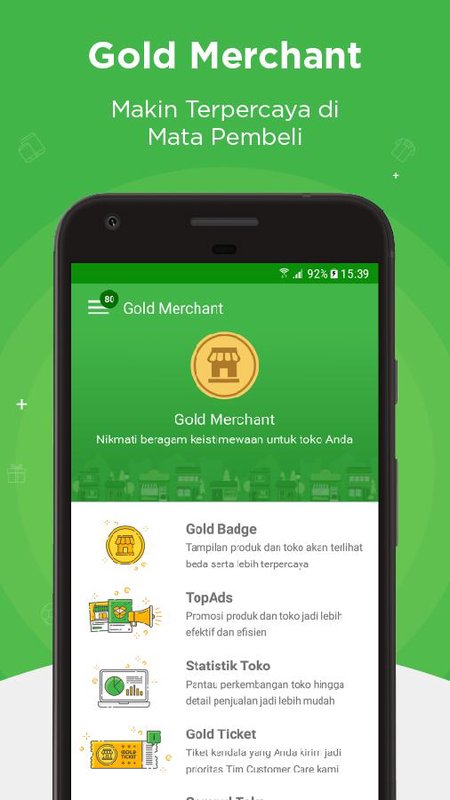 Gold Merchant
Makin Terpercaya di
Mata Pembeli
92% 15.39
80
Gold Merchant
Gold Merchant
Nikmati beragam keistimewaan untuk toko Anda
Gold Badge
Tampilan produk dan toko akan terlihat
beda serta lebih terpercaya
TopAds
Promosi produk dan toko jadi lebih
efektif dan efisien
Statistik Toko
Pantau perkembangan toko hingga
detail penjualan jadi lebih mudah
GOLD
TICKET
Gold Ticket
Tiket kendala yang Anda kirim jadi
prioritas Tim Customer Care kami